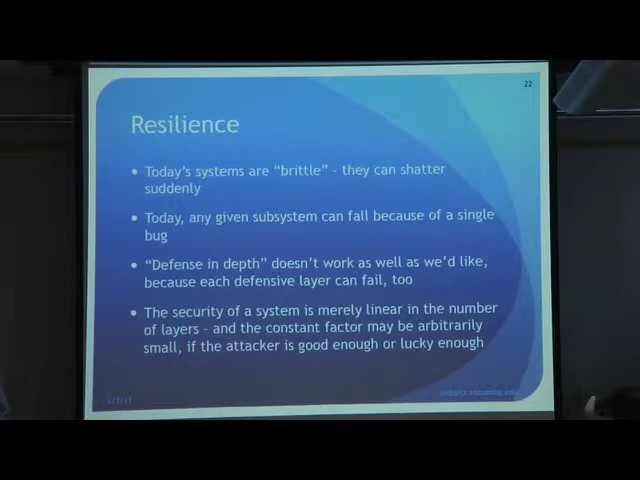 22
Resilience
• Today's systems are "brittle" - they can shatter
suddenly
• Today, any given subsystem can fall because of a single
bug
• "Defense in depth" doesn't work as well as we'd like,
because each defensive layer can fail, too
• The security of a system is merely linear in the number
of layers - and the constant factor may be arbitrarily
small, if the attacker is good enough or lucky enough